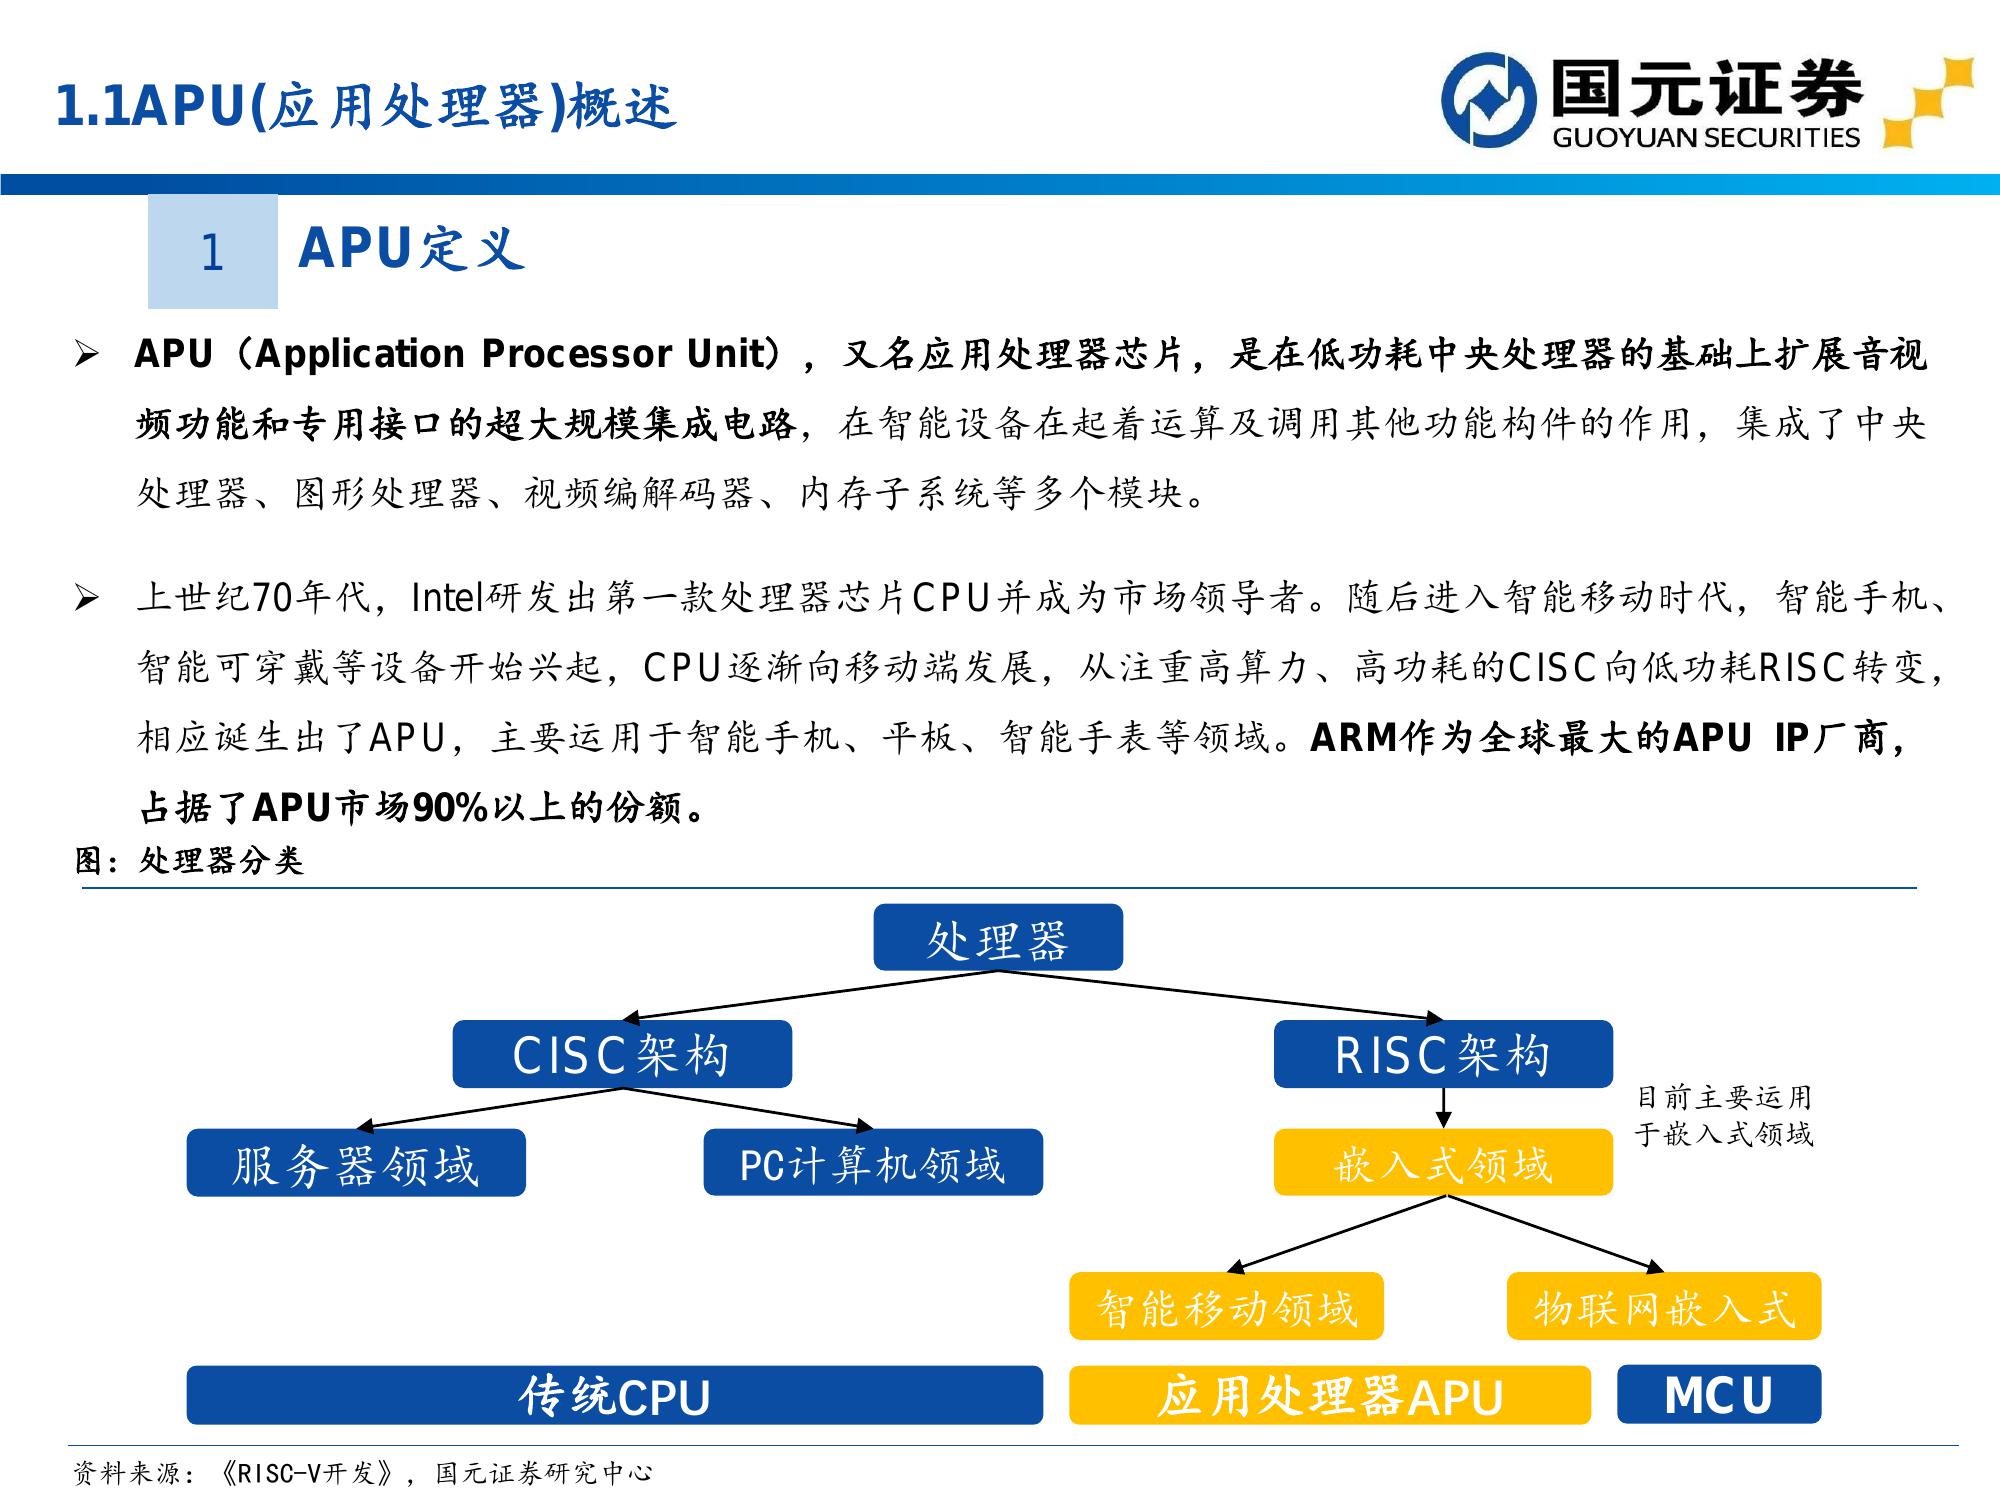 1.1APU(应用处理器)概述
国元证券
GUOYUAN SECURITIES
1
APU定义
APU（Application Processor Unit），又名应用处理器芯片，是在低功耗中央处理器的基础上扩展音视
频功能和专用接口的超大规模集成电路，在智能设备在起着运算及调用其他功能构件的作用，集成了中央
处理器、图形处理器、视频编解码器、内存子系统等多个模块。
上世纪70年代，Intel研发出第一款处理器芯片CPU并成为市场领导者。随后进入智能移动时代，智能手机、
智能可穿戴等设备开始兴起，CPU逐渐向移动端发展，从注重高算力、高功耗的CISC向低功耗RISC转变，
相应诞生出了APU，主要运用于智能手机、平板、智能手表等领域。ARM作为全球最大的APU IP厂商，
占据了APU市场90%以上的份额。
图：处理器分类
处理器
CISC架构
RISC架构
目前主要运用
于嵌入式领域
服务器领域
PC计算机领域
嵌入式领域
智能移动领域
物联网嵌入式
传统CPU
应用处理器APU
MCU
资料来源：《RISC-V开发》，国元证券研究中心